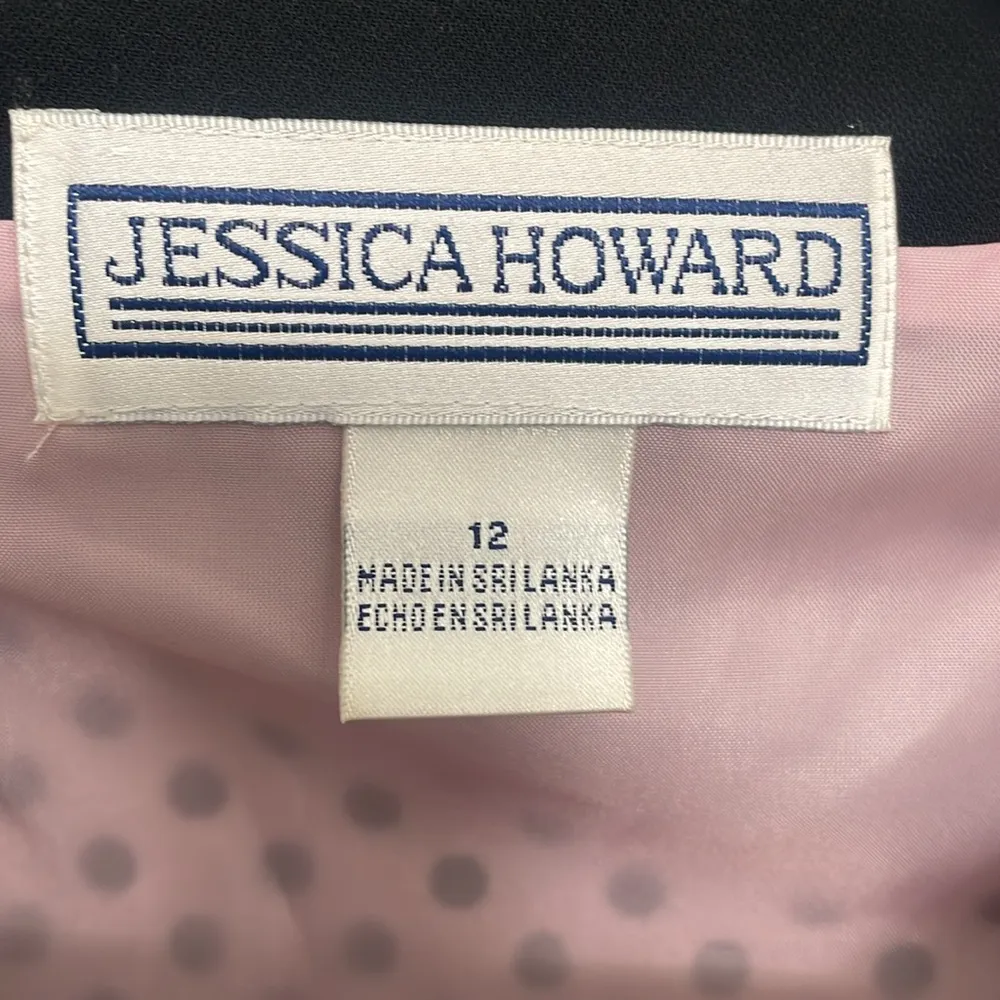 JESSICA HOWARD
12
MADE IN SRI LANKA
ECHO EN SRI LANKA